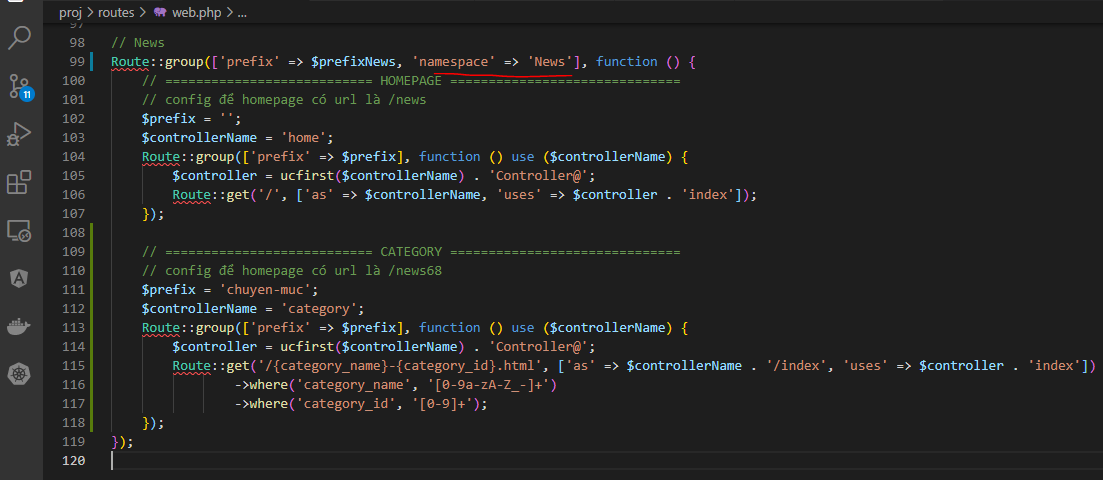 proj > routes > web.php > ...
97
98 // News
99 Route::group(['prefix' => $prefixNews, 'namespace' => 'News'], function () {
100 // =========================== HOMEPAGE ==============================
101 // config để homepage có url là /news
102 $prefix = '';
103 $controllerName = 'home';
104 Route::group(['prefix' => $prefix], function () use ($controllerName) {
105 $controller = ucfirst($controllerName) . 'Controller@';
106 Route::get('/', ['as' => $controllerName, 'uses' => $controller . 'index']);
107 });
108
109 // =========================== CATEGORY ==============================
110 // config để homepage có url là /news68
111 $prefix = 'chuyen-muc';
112 $controllerName = 'category';
113 Route::group(['prefix' => $prefix], function () use ($controllerName) {
114 $controller = ucfirst($controllerName) . 'Controller@';
115 Route::get('/{category_name}-{category_id}.html', ['as' => $controllerName . '/index', 'uses' => $controller . 'index'])
116 ->where('category_name', '[0-9a-zA-Z_-]+')
117 ->where('category_id', '[0-9]+');
118 });
119 });
120
11